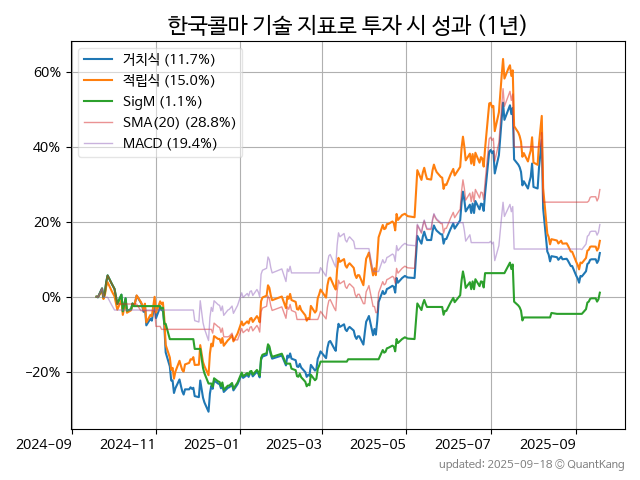 한국콜마 기술 지표로 투자 시 성과 (1년)
거치식 (11.7%)
적립식 (15.0%)
SigM (1.1%)
SMA(20) (28.8%)
MACD (19.4%)
60%
40%
20%
0%
−20%
2024-09 2024-11 2025-01 2025-03 2025-05 2025-07 2025-09
updated: 2025-09-18 © QuantKang